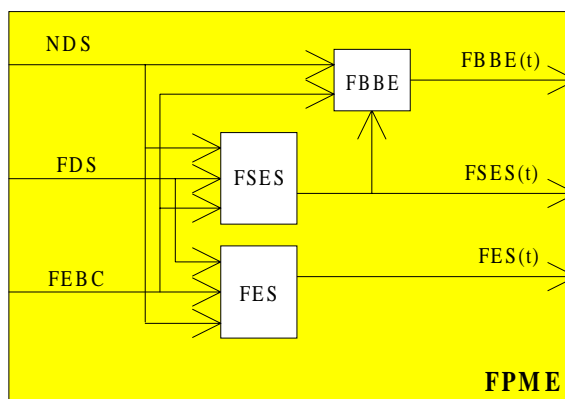 NDS
FBBE(t)
FBBE
FDS
FSES
FSES(t)
FEBC
FES
FES(t)
FPME